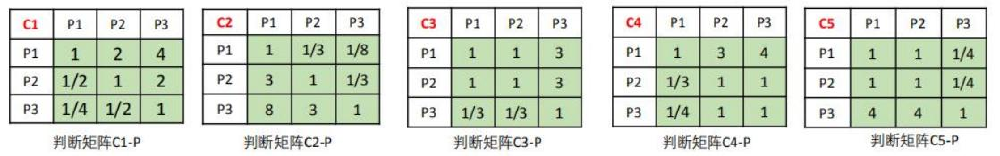 C1 P1 P2 P3
P1 1 2 4
P2 1/2 1 2
P3 1/4 1/2 1
判断矩阵C1-P
C2 P1 P2 P3
P1 1 1/3 1/8
P2 3 1 1/3
P3 8 3 1
判断矩阵C2-P
C3 P1 P2 P3
P1 1 1 3
P2 1 1 3
P3 1/3 1/3 1
判断矩阵C3-P
C4 P1 P2 P3
P1 1 3 4
P2 1/3 1 1
P3 1/4 1 1
判断矩阵C4-P
C5 P1 P2 P3
P1 1 1 1/4
P2 1 1 1/4
P3 4 4 1
判断矩阵C5-P